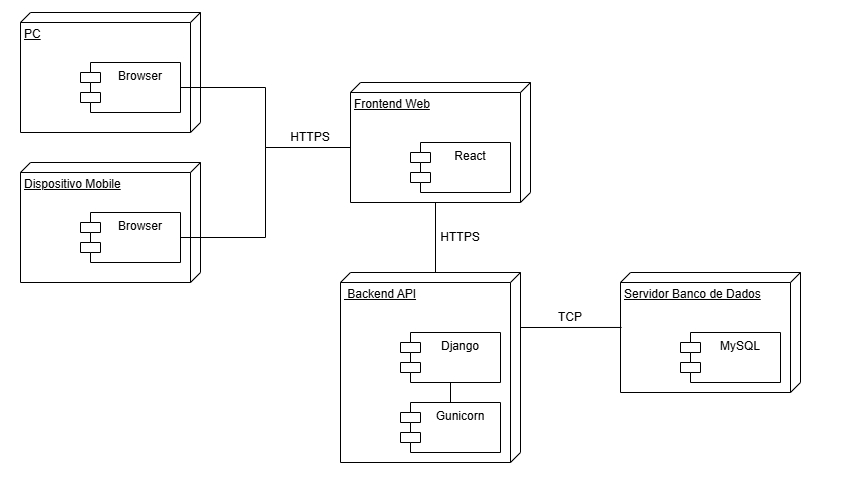 PC
Browser
Dispositivo Mobile
Browser
HTTPS
Frontend Web
React
HTTPS
Backend API
Django
Gunicorn
TCP
Servidor Banco de Dados
MySQL